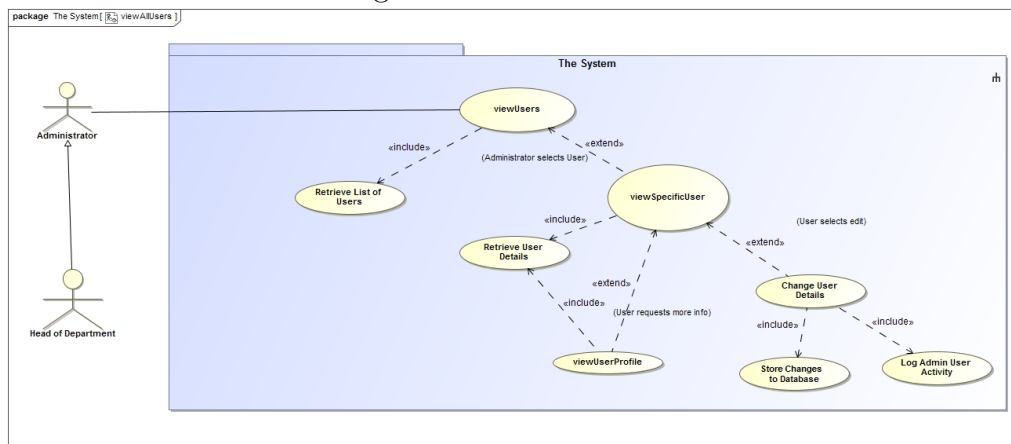 package The System[ viewAllUsers ]
The System
viewUsers
Administrator
«include»
«extend»
(Administrator selects User)
Retrieve List of
Users
viewSpecificUser
«include»
(User selects edit)
Retrieve User
Details
«extend»
«extend»
Change User
Details
«include»
(User requests more info)
«include»
«include»
Head of Department
viewUserProfile
Store Changes
to Database
Log Admin User
Activity